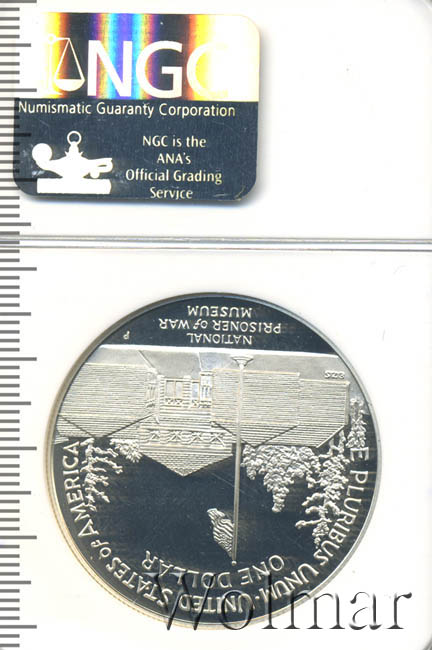 NGC
Numismatic Guaranty Corporation
NGC is the
ANA's
Official Grading
Service
NATIONAL
PRISONER of WAR
MUSEUM
P
E PLURIBUS UNUM · UNITED STATES of AMERICA
ONE DOLLAR
Wolmar